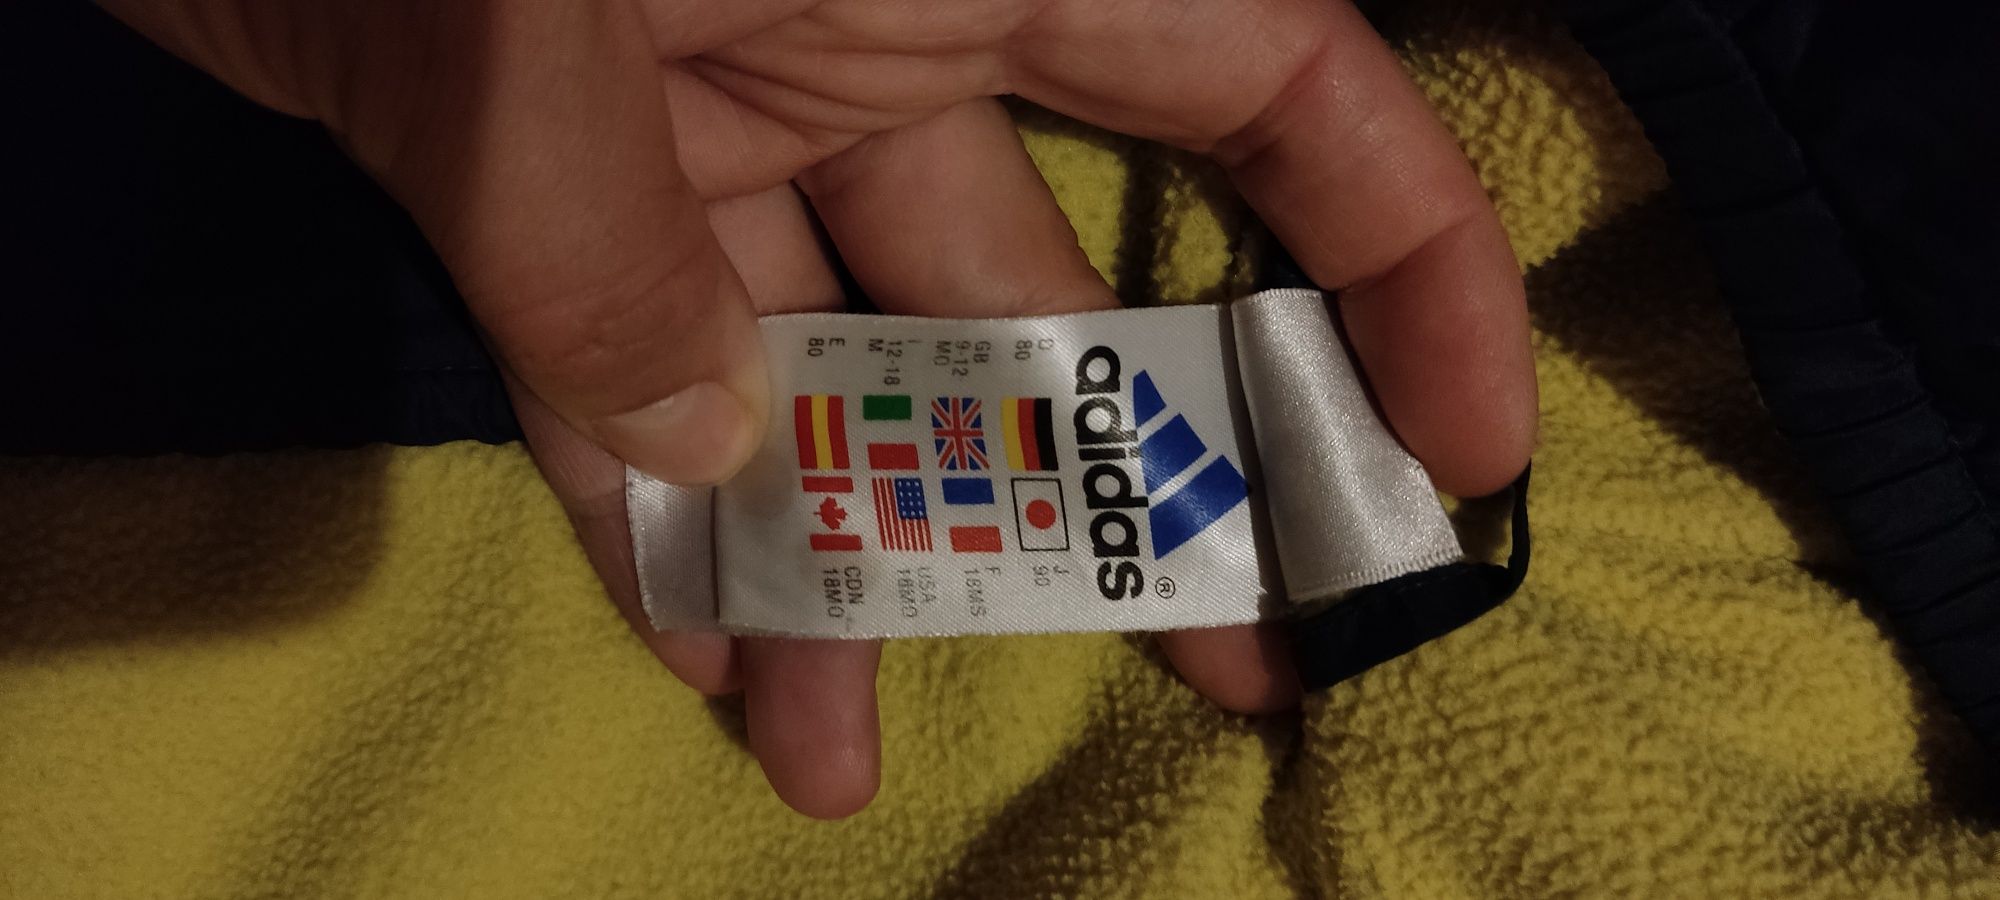 adidas®
D
80
J
90
GB
9-12
MO
F
18MS
I
12-18
M
USA
18MO
E
80
CDN
18MO